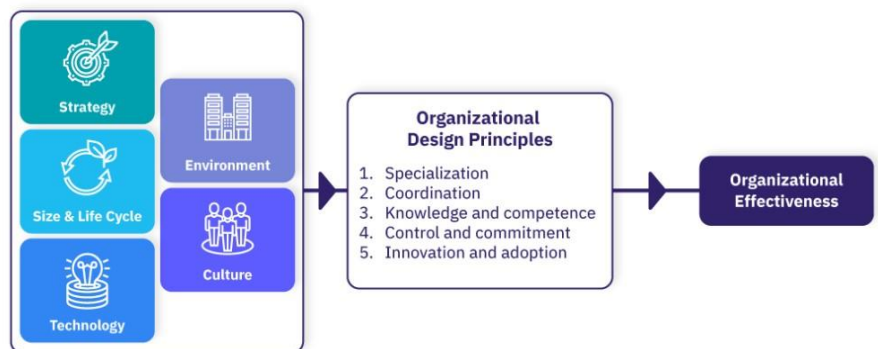 Strategy
Size & Life Cycle
Technology
Environment
Culture
Organizational
Design Principles
1. Specialization
2. Coordination
3. Knowledge and competence
4. Control and commitment
5. Innovation and adoption
Organizational
Effectiveness